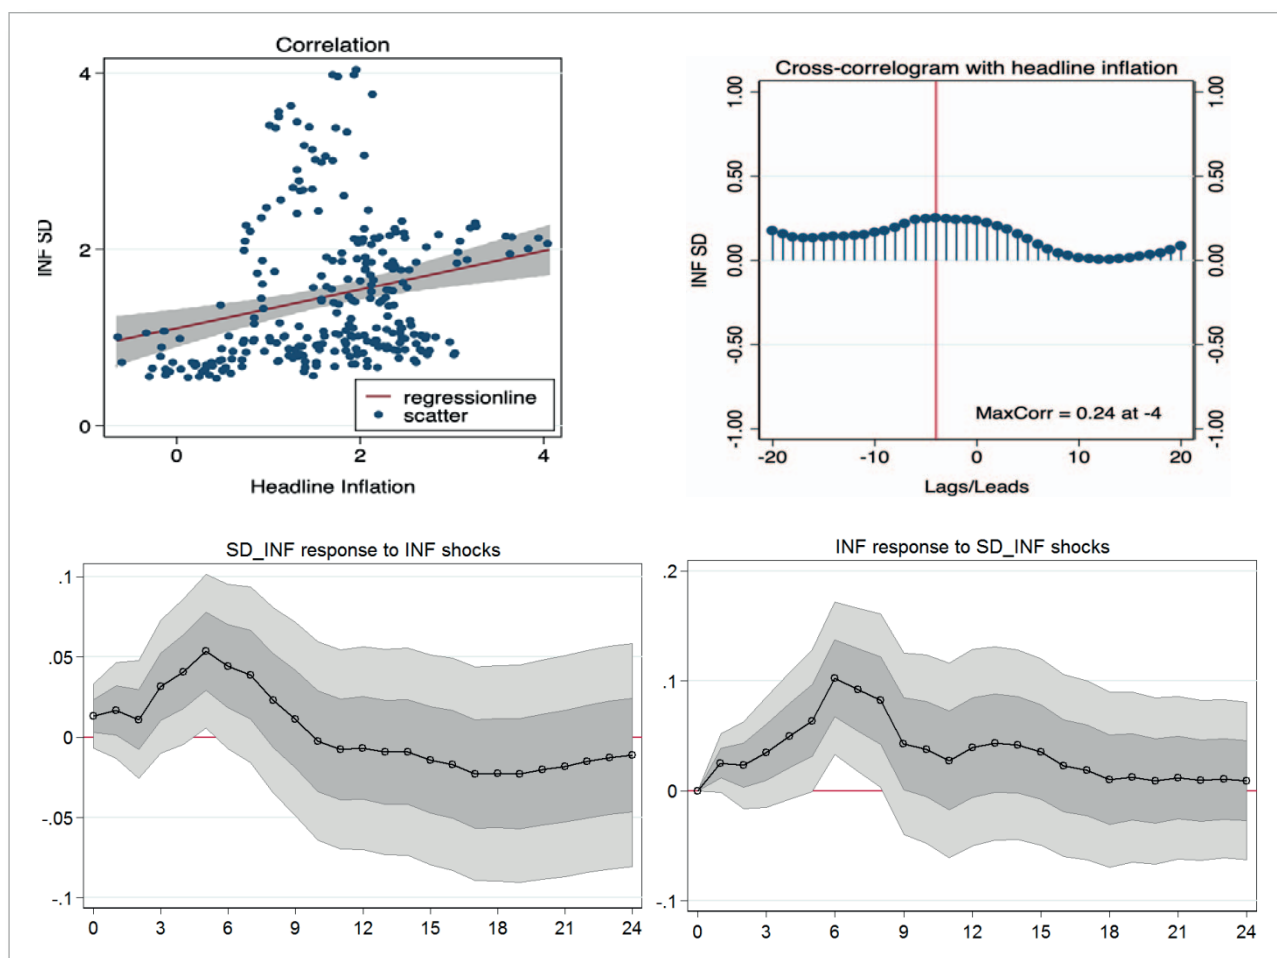 Correlation
INF SD
4
2
0
regressionline
scatter
0 2 4
Headline Inflation
Cross-correlogram with headline inflation
INF SD
1.00
0.50
0.00
-0.50
-1.00
1.00
0.50
0.00
-0.50
-1.00
MaxCorr = 0.24 at -4
-20 -10 0 10 20
Lags/Leads
SD_INF response to INF shocks
.1
.05
0
-.05
-.1
0 3 6 9 12 15 18 21 24
INF response to SD_INF shocks
.2
.1
0
-.1
0 3 6 9 12 15 18 21 24